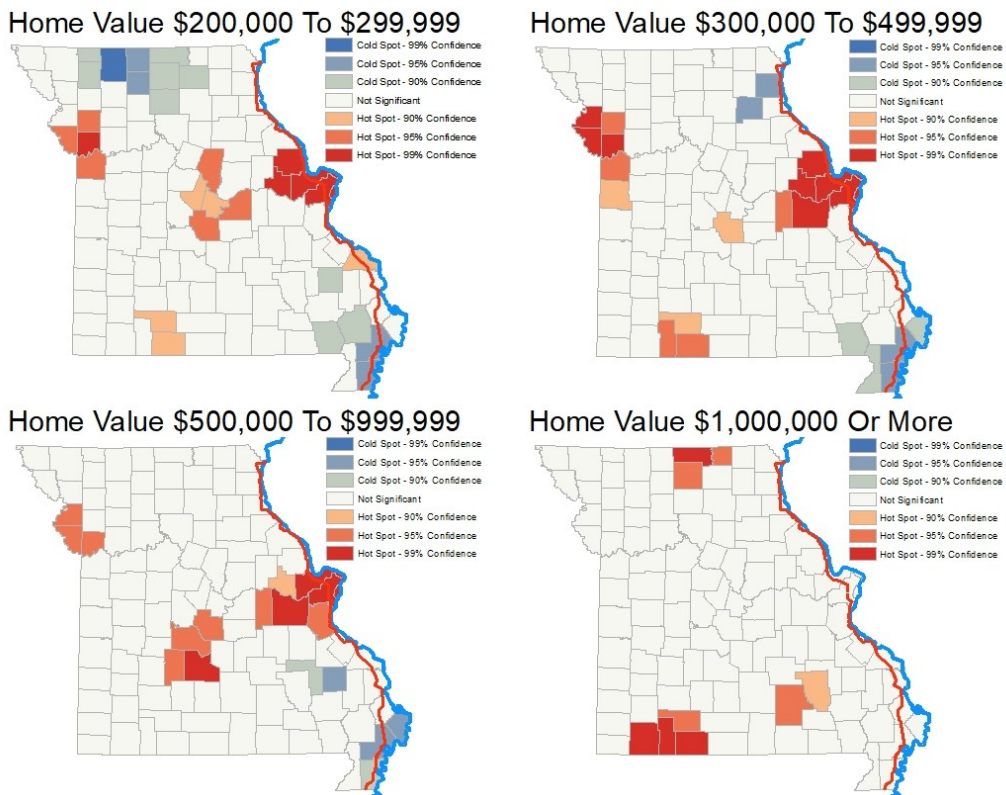 Home Value $200,000 To $299,999
Cold Spot - 99% Confidence
Cold Spot - 95% Confidence
Cold Spot - 90% Confidence
Not Significant
Hot Spot - 90% Confidence
Hot Spot - 95% Confidence
Hot Spot - 99% Confidence
Home Value $300,000 To $499,999
Cold Spot - 99% Confidence
Cold Spot - 95% Confidence
Cold Spot - 90% Confidence
Not Significant
Hot Spot - 90% Confidence
Hot Spot - 95% Confidence
Hot Spot - 99% Confidence
Home Value $500,000 To $999,999
Cold Spot - 99% Confidence
Cold Spot - 95% Confidence
Cold Spot - 90% Confidence
Not Significant
Hot Spot - 90% Confidence
Hot Spot - 95% Confidence
Hot Spot - 99% Confidence
Home Value $1,000,000 Or More
Cold Spot - 99% Confidence
Cold Spot - 95% Confidence
Cold Spot - 90% Confidence
Not Significant
Hot Spot - 90% Confidence
Hot Spot - 95% Confidence
Hot Spot - 99% Confidence